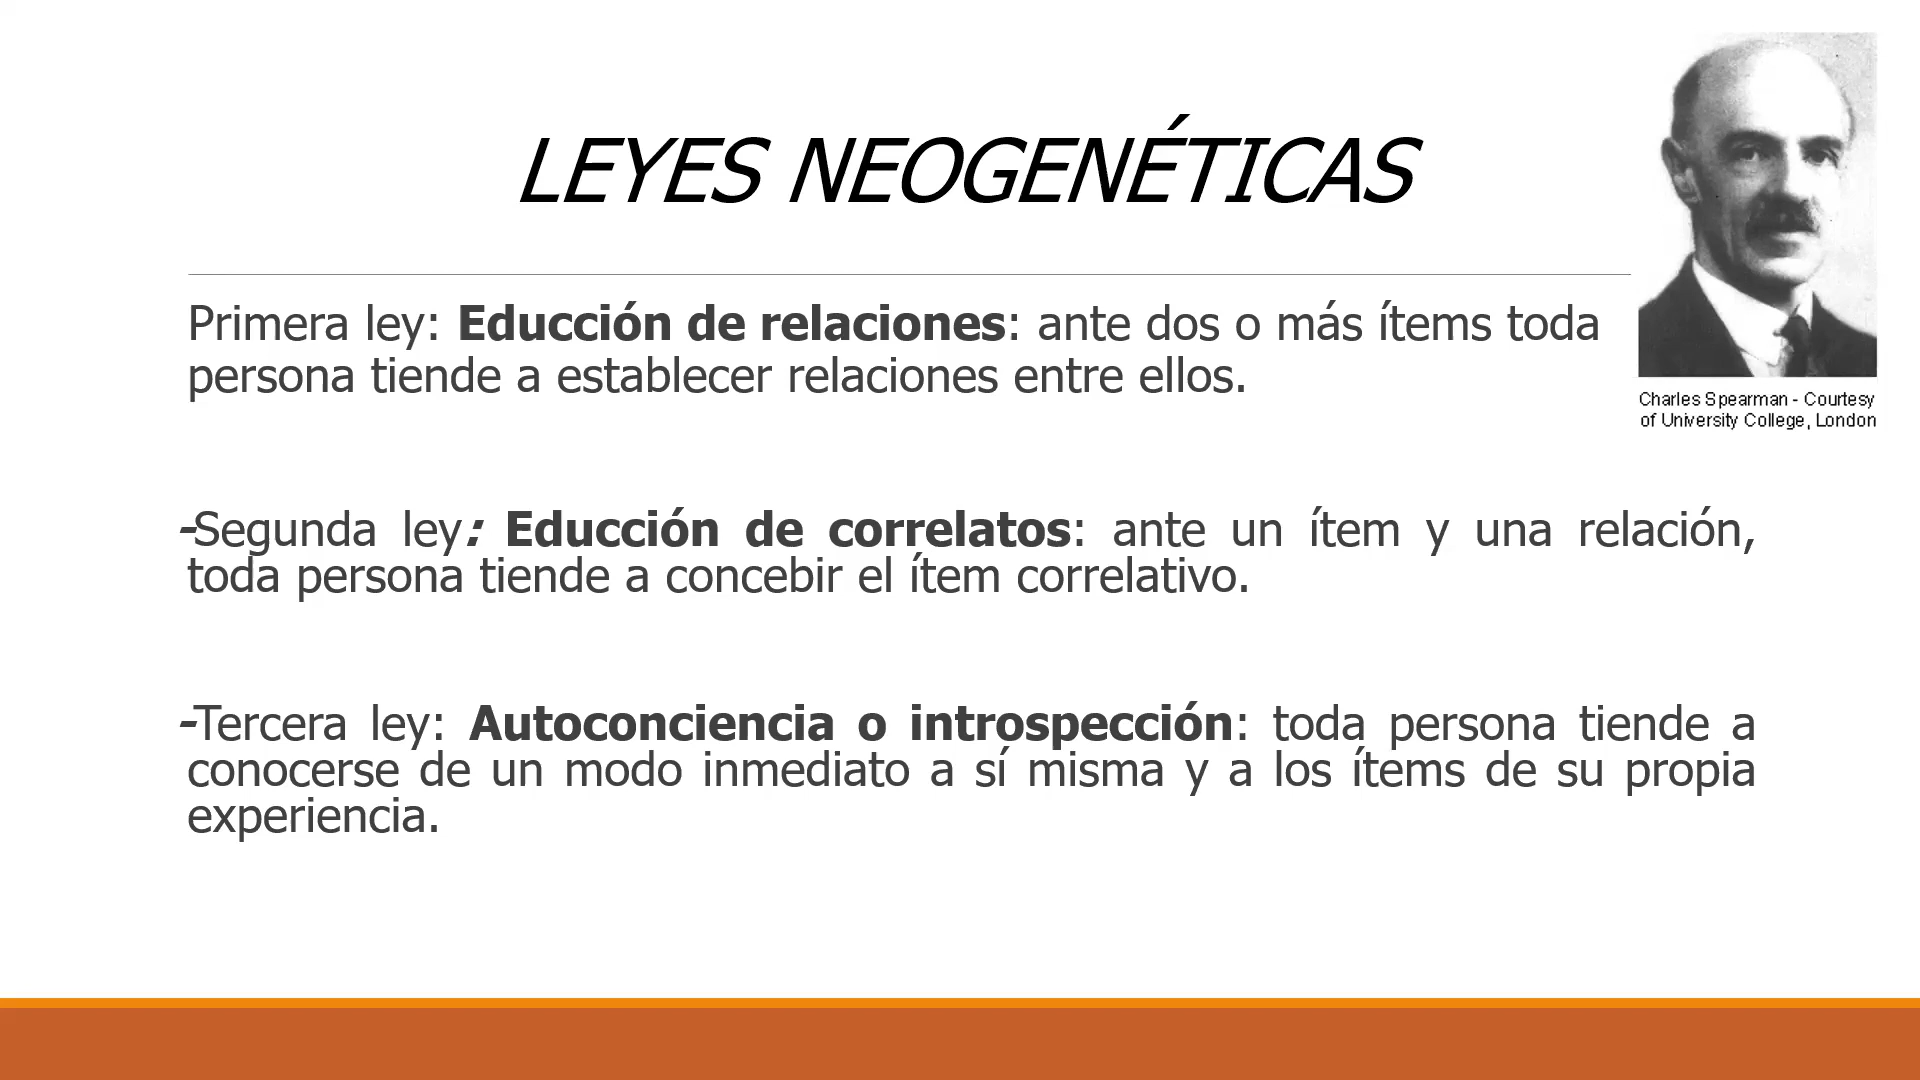 LEYES NEOGENÉTICAS
Primera ley: Educción de relaciones: ante dos o más ítems toda
persona tiende a establecer relaciones entre ellos.
Charles Spearman - Courtesy
of University College, London
-Segunda ley: Educción de correlatos: ante un ítem y una relación,
toda persona tiende a concebir el ítem correlativo.
-Tercera ley: Autoconciencia o introspección: toda persona tiende a
conocerse de un modo inmediato a sí misma y a los ítems de su propia
experiencia.